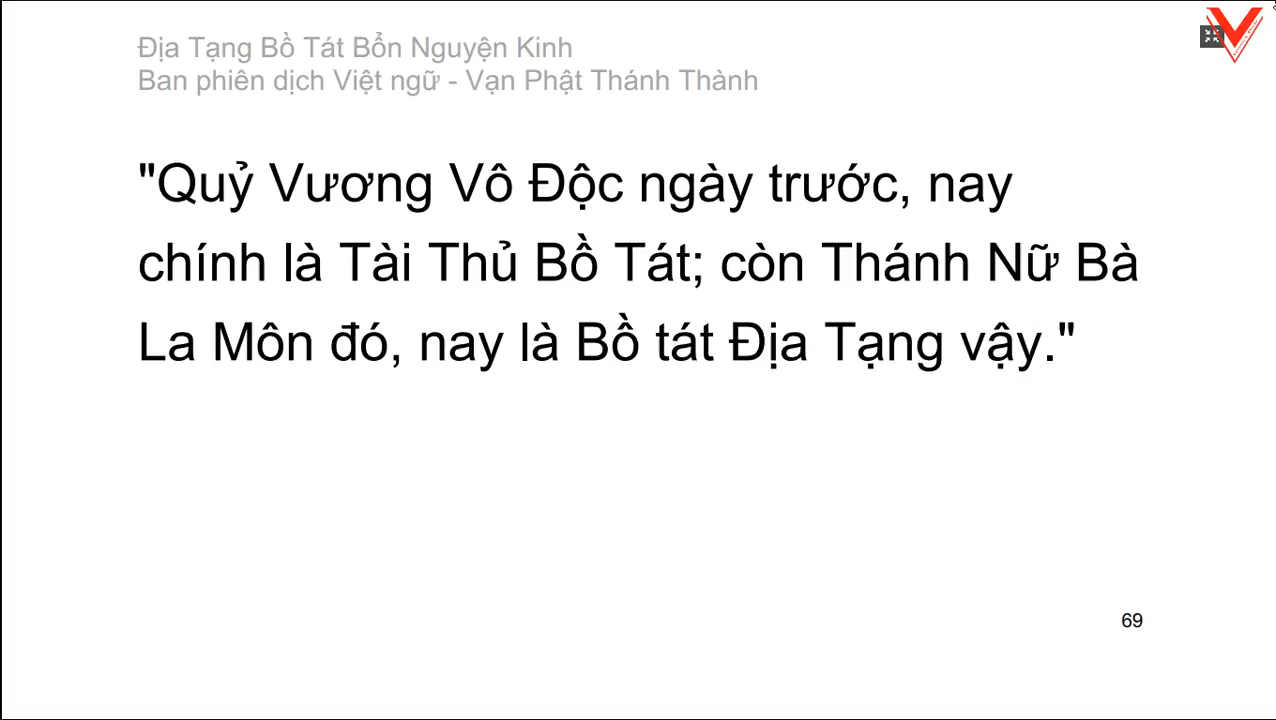 Địa Tạng Bồ Tát Bổn Nguyện Kinh
Ban phiên dịch Việt ngữ - Vạn Phật Thánh Thành
"Quỷ Vương Vô Độc ngày trước, nay
chính là Tài Thủ Bồ Tát; còn Thánh Nữ Bà
La Môn đó, nay là Bồ tát Địa Tạng vậy."
69